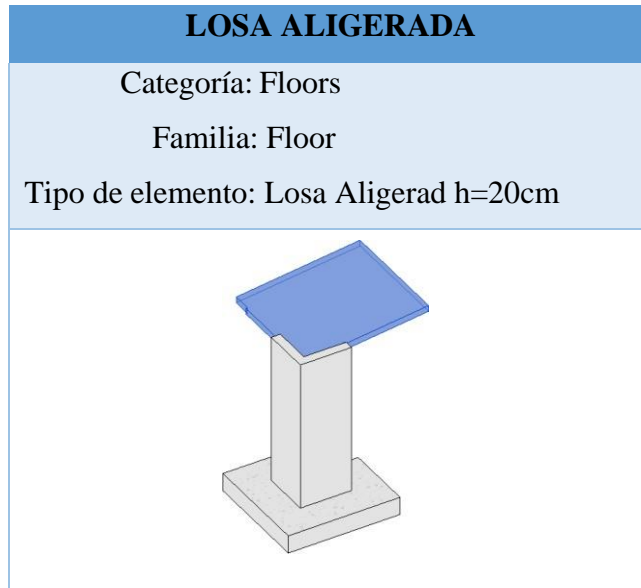 LOSA ALIGERADA
Categoría: Floors
Familia: Floor
Tipo de elemento: Losa Aligerad h=20cm